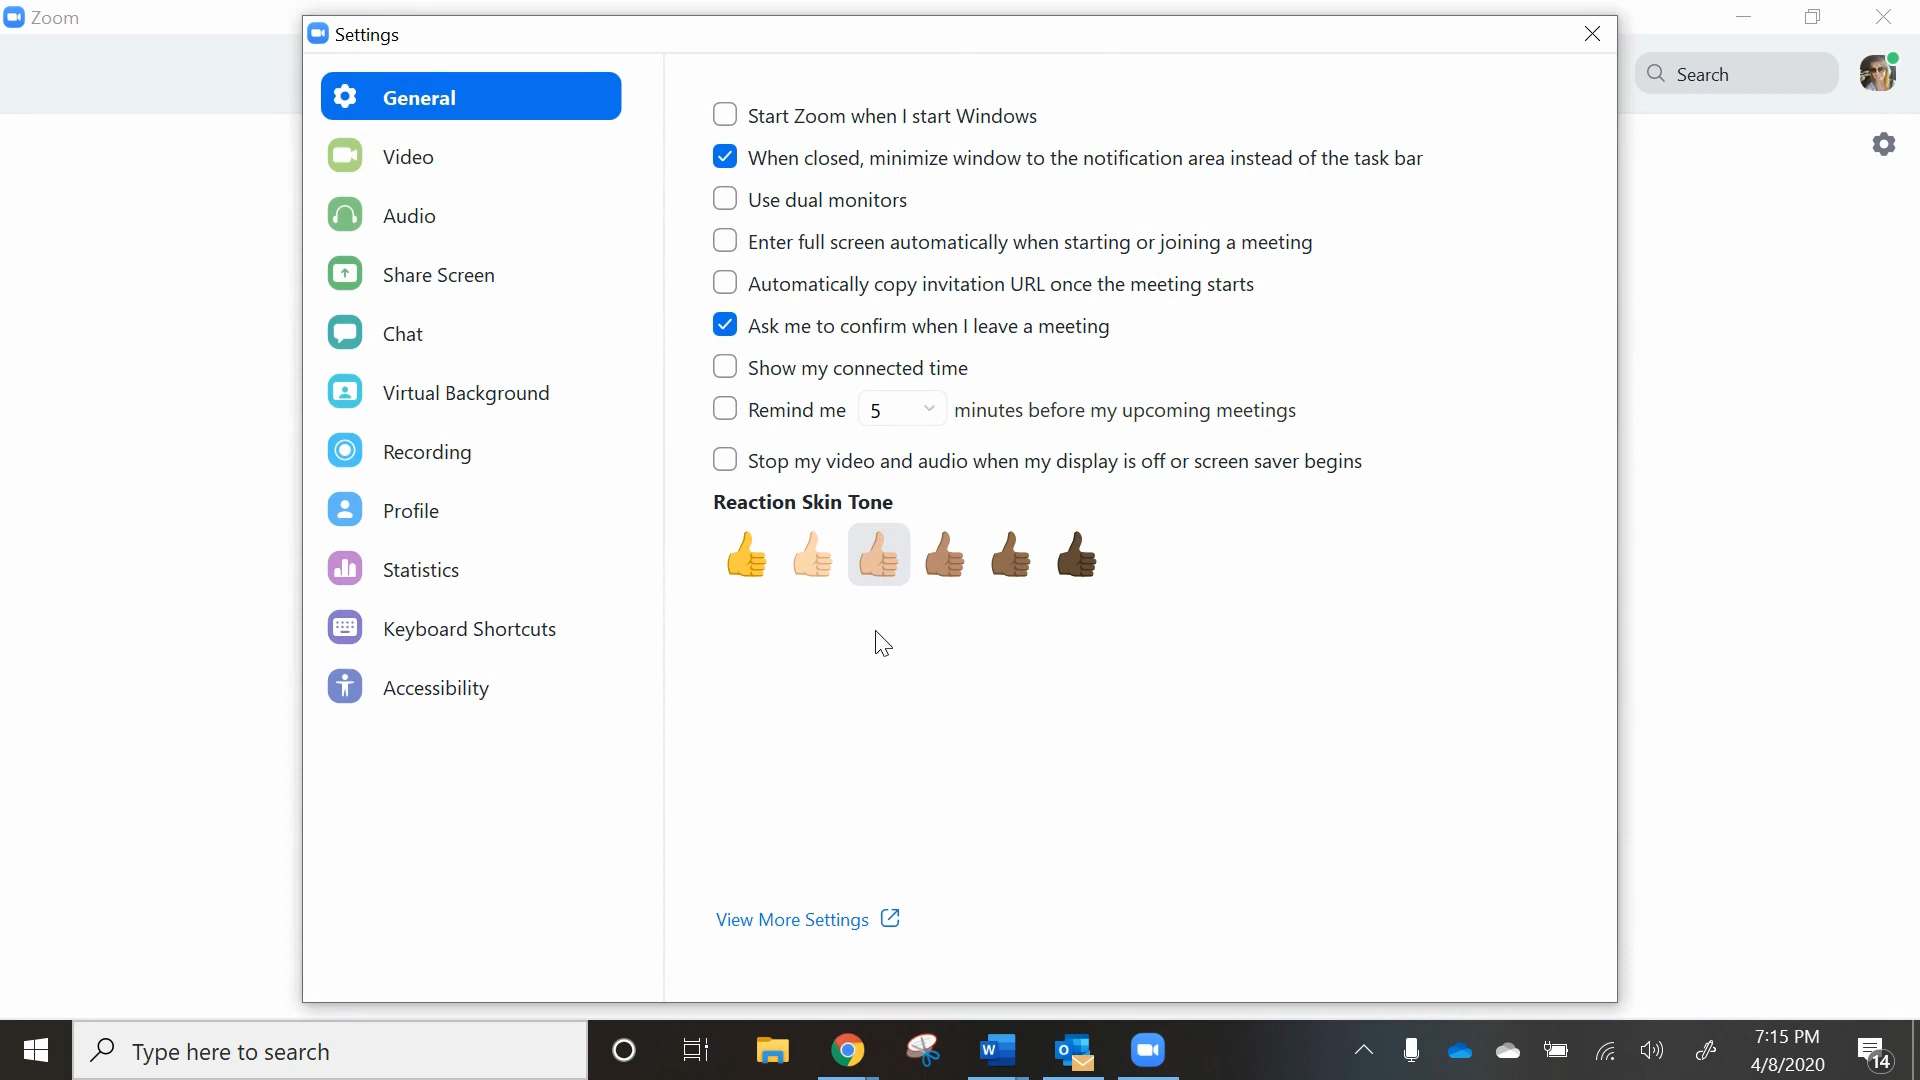 Zoom
Settings
Search
General
Video
Audio
Share Screen
Chat
Virtual Background
Recording
Profile
Statistics
Keyboard Shortcuts
Accessibility
Start Zoom when I start Windows
When closed, minimize window to the notification area instead of the task bar
Use dual monitors
Enter full screen automatically when starting or joining a meeting
Automatically copy invitation URL once the meeting starts
Ask me to confirm when I leave a meeting
Show my connected time
Remind me 5 minutes before my upcoming meetings
Stop my video and audio when my display is off or screen saver begins
Reaction Skin Tone
View More Settings
Type here to search
W
O
7:15 PM
4/8/2020
14